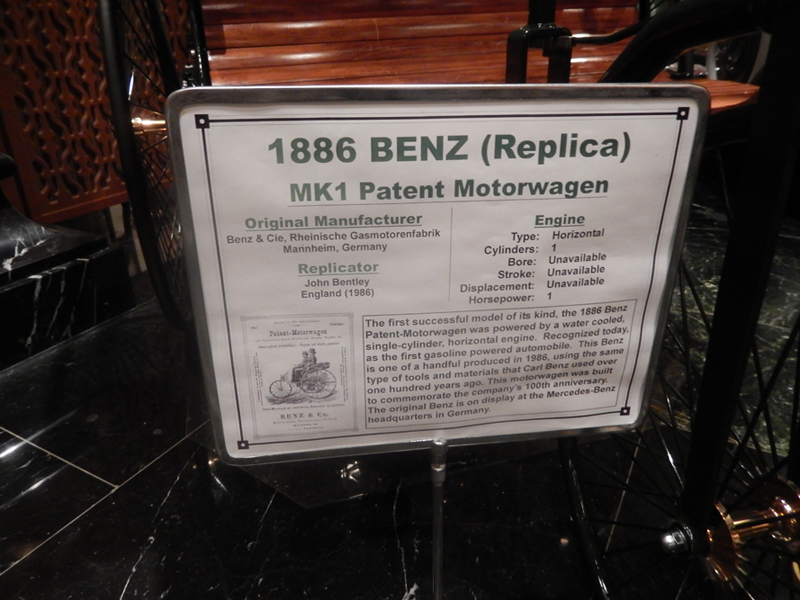 1886 BENZ (Replica)
MK1 Patent Motorwagen
Original Manufacturer
Benz & Cie, Rheinische Gasmotorenfabrik
Mannheim, Germany
Replicator
John Bentley
England (1986)
Engine
Type: Horizontal
Cylinders: 1
Bore: Unavailable
Stroke: Unavailable
Displacement: Unavailable
Horsepower: 1
Patent-Motorwagen
BENZ & Co.
The first successful model of its kind, the 1886 Benz
Patent-Motorwagen was powered by a water cooled,
single-cylinder, horizontal engine. Recognized today,
as the first gasoline powered automobile. This Benz
is one of a handful produced in 1986, using the same
type of tools and materials that Carl Benz used over
one hundred years ago. This motorwagen was built
to commemorate the company's 100th anniversary.
The original Benz is on display at the Mercedes-Benz
headquarters in Germany.